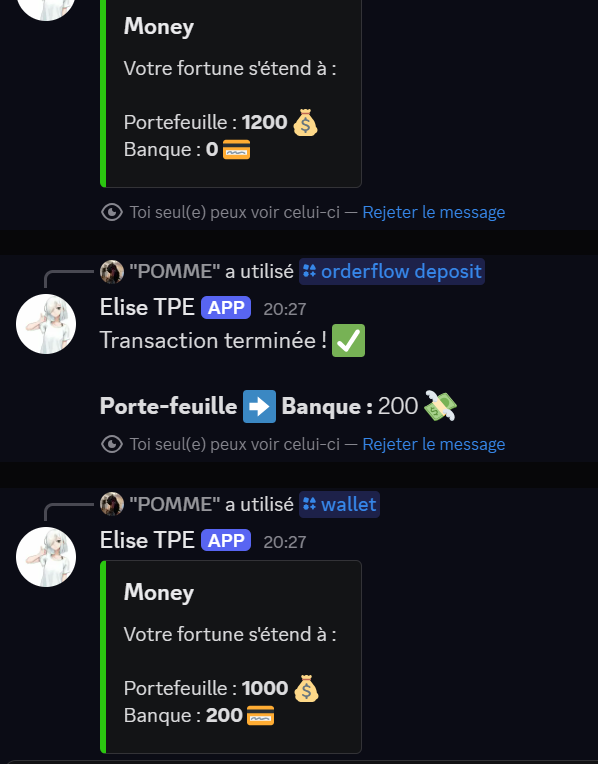 Money
Votre fortune s'étend à :
Portefeuille : 1200
Banque : 0
Toi seul(e) peux voir celui-ci — Rejeter le message
"POMME" a utilisé orderflow deposit
Elise TPE APP 20:27
Transaction terminée !
Porte-feuille ➡ Banque : 200
Toi seul(e) peux voir celui-ci — Rejeter le message
"POMME" a utilisé wallet
Elise TPE APP 20:27
Money
Votre fortune s'étend à :
Portefeuille : 1000
Banque : 200